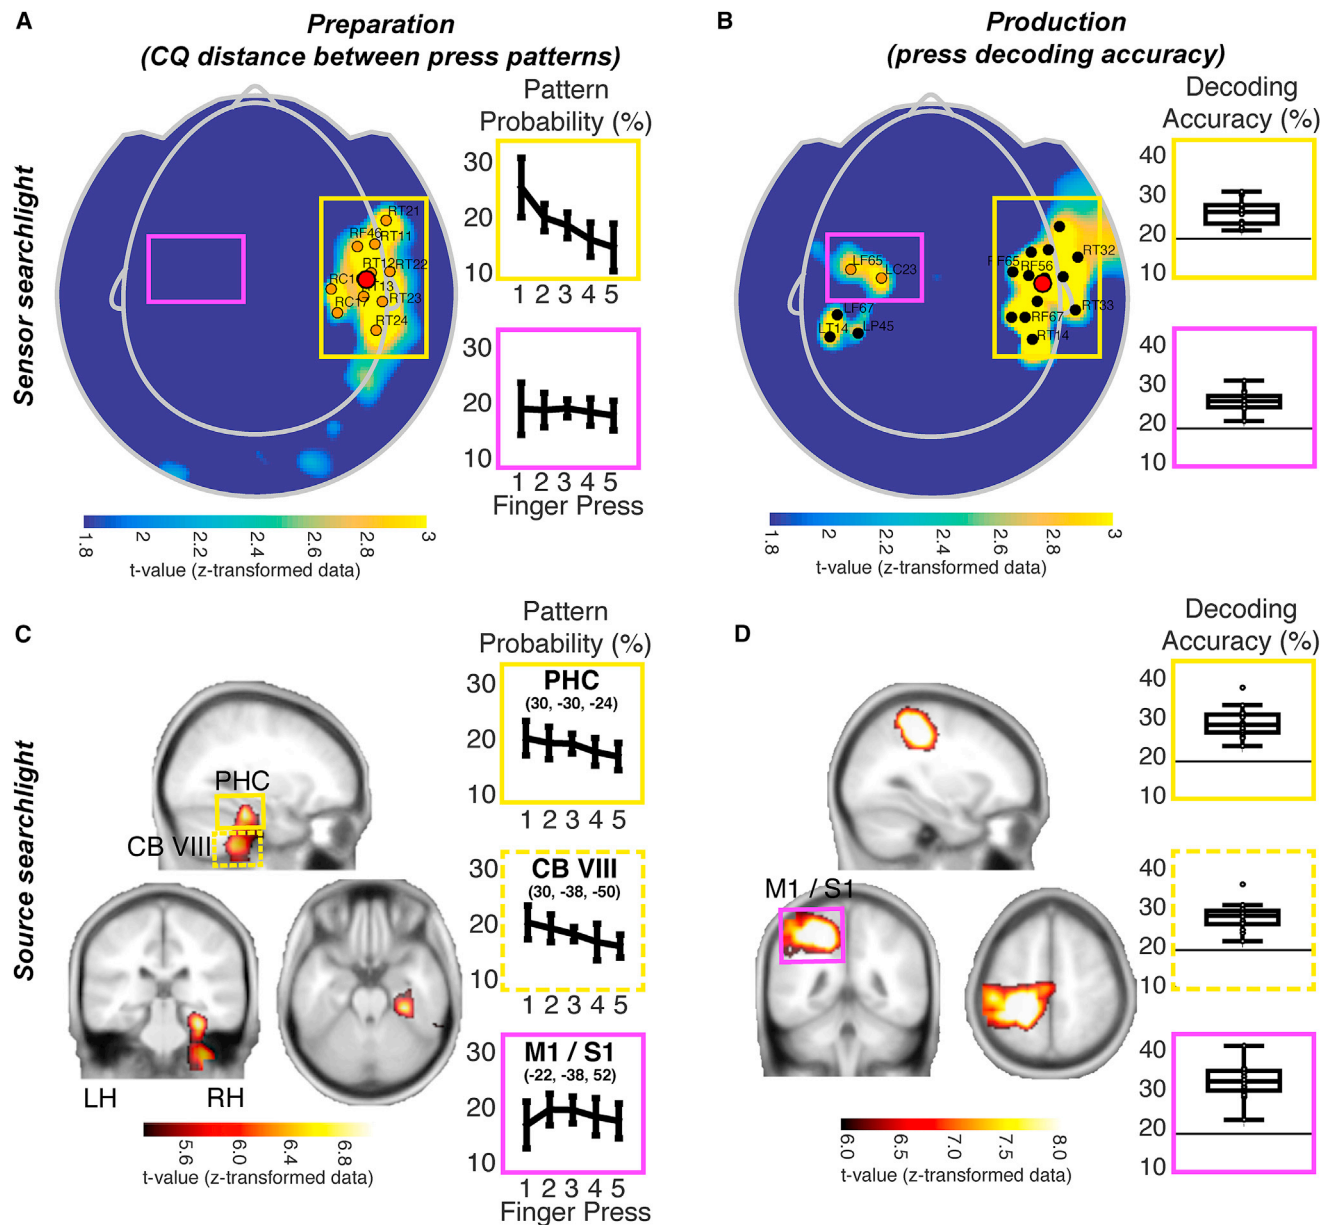 A
Preparation
(CQ distance between press patterns)
Sensor searchlight
RT21
RF46
RT11
RT12
RT22
RT13
RC17
RT23
RT24
Pattern
Probability (%)
30
20
10
30
20
10
1 2 3 4 5
1 2 3 4 5
Finger Press
1.8 2 2.2 2.4 2.6 2.8 3
t-value (z-transformed data)
B
Production
(press decoding accuracy)
LF65
LC23
LF67
LT14
LP45
RT32
RF65
RF56
RT33
RF67
RT14
Decoding
Accuracy (%)
40
30
20
10
40
30
20
10
1.8 2 2.2 2.4 2.6 2.8 3
t-value (z-transformed data)
C
Source searchlight
PHC
CB VIII
LH RH
5.6 6.0 6.4 6.8
t-value (z-transformed data)
Pattern
Probability (%)
30
20
10
PHC
(30, -30, -24)
1 2 3 4 5
30
20
10
CB VIII
(30, -38, -50)
1 2 3 4 5
30
20
10
M1 / S1
(-22, -38, 52)
1 2 3 4 5
Finger Press
D
M1 / S1
6.0 6.5 7.0 7.5 8.0
t-value (z-transformed data)
Decoding
Accuracy (%)
40
30
20
10
40
30
20
10
40
30
20
10